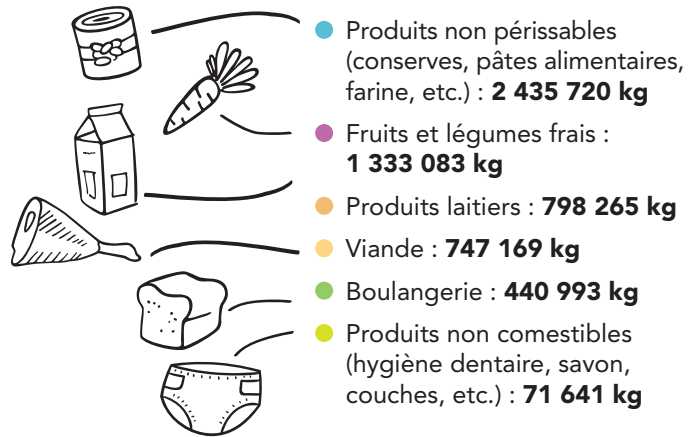 Produits non périssables
(conserves, pâtes alimentaires,
farine, etc.) : 2 435 720 kg
Fruits et légumes frais :
1 333 083 kg
Produits laitiers : 798 265 kg
Viande : 747 169 kg
Boulangerie : 440 993 kg
Produits non comestibles
(hygiène dentaire, savon,
couches, etc.) : 71 641 kg